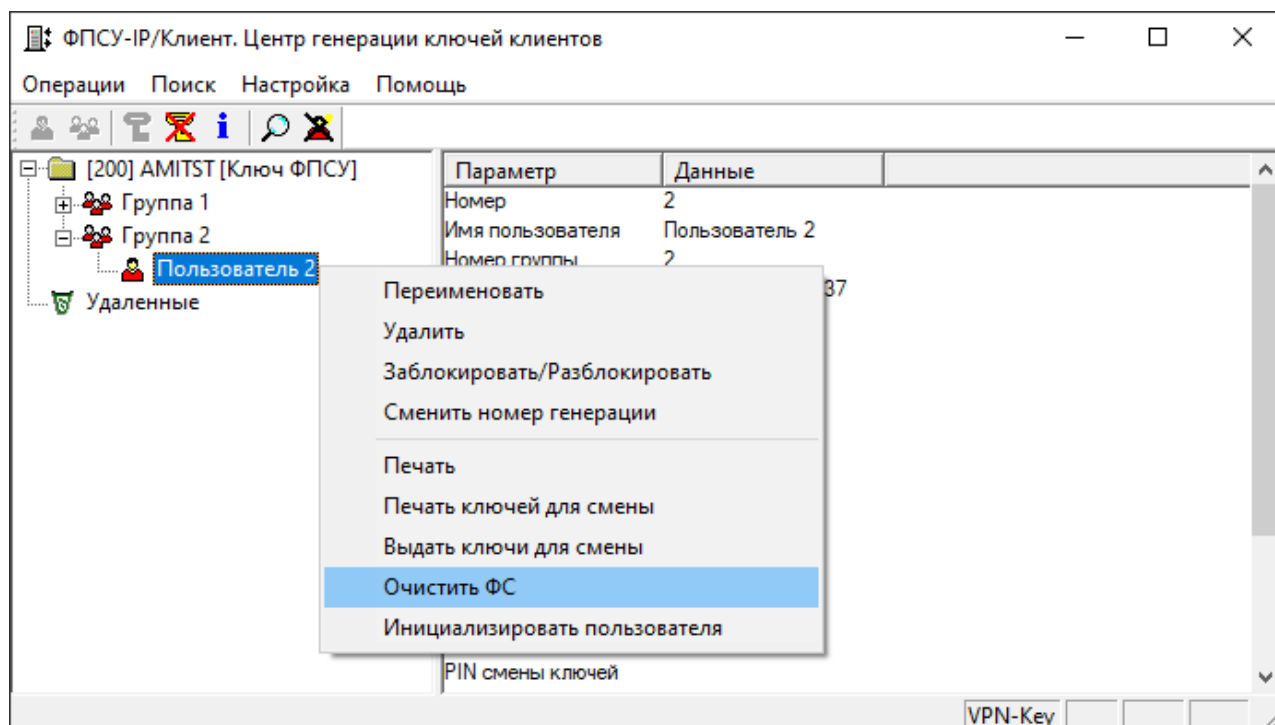 ФПСУ-IP/Клиент. Центр генерации ключей клиентов
Операции Поиск Настройка Помощь
[200] AMITST [Ключ ФПСУ]
Группа 1
Группа 2
Пользователь 2
Удаленные
Параметр Данные
Номер 2
Имя пользователя Пользователь 2
Номер группы 2
37
Переименовать
Удалить
Заблокировать/Разблокировать
Сменить номер генерации
Печать
Печать ключей для смены
Выдать ключи для смены
Очистить ФС
Инициализировать пользователя
PIN смены ключей
VPN-Key